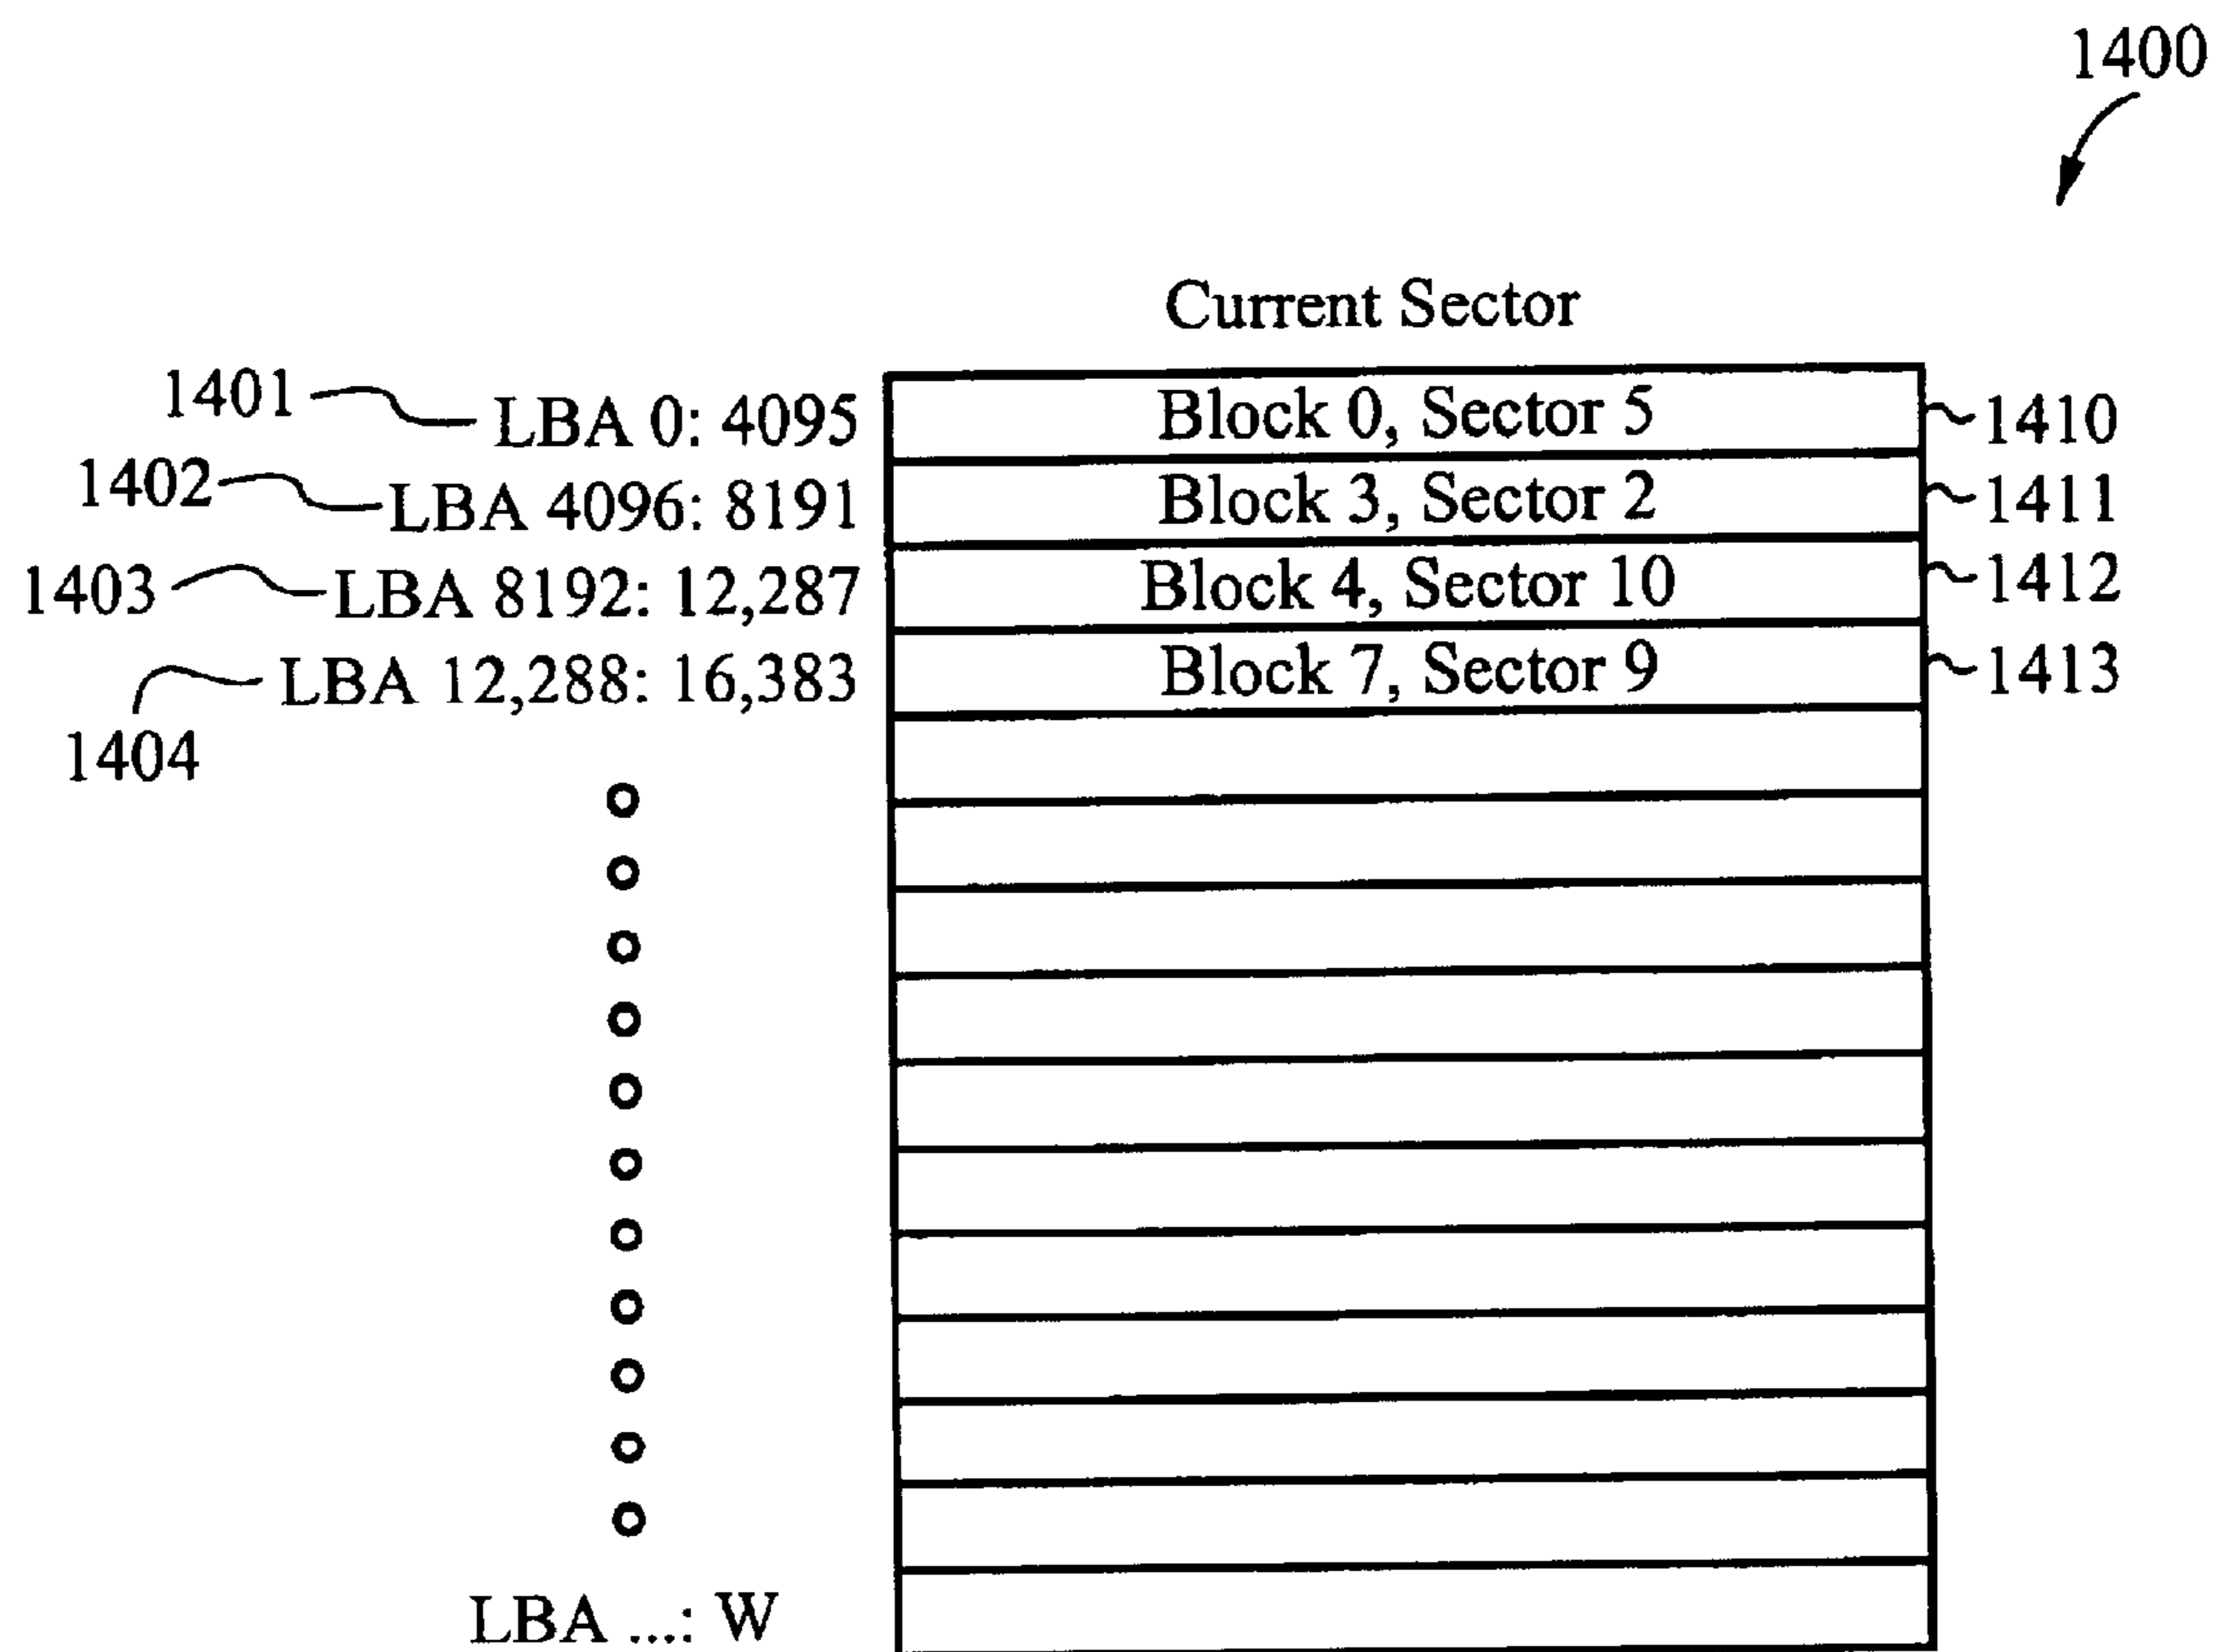 1400
Current Sector
1401 LBA 0: 4095 Block 0, Sector 5 1410
1402 LBA 4096: 8191 Block 3, Sector 2 1411
1403 LBA 8192: 12,287 Block 4, Sector 10 1412
LBA 12,288: 16,383 Block 7, Sector 9 1413
1404
LBA ...: W